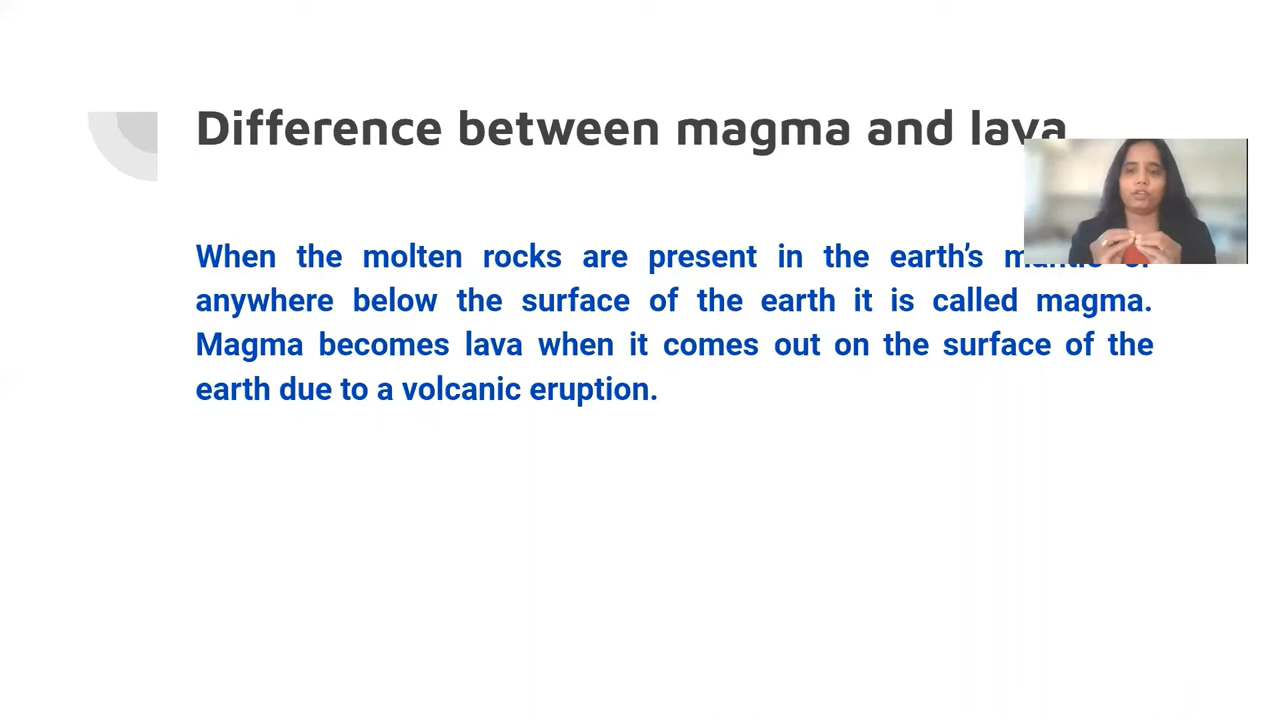 Difference between magma and lava
When the molten rocks are present in the earth’s
anywhere below the surface of the earth it is called magma.
Magma becomes lava when it comes out on the surface of the
earth due to a volcanic eruption.